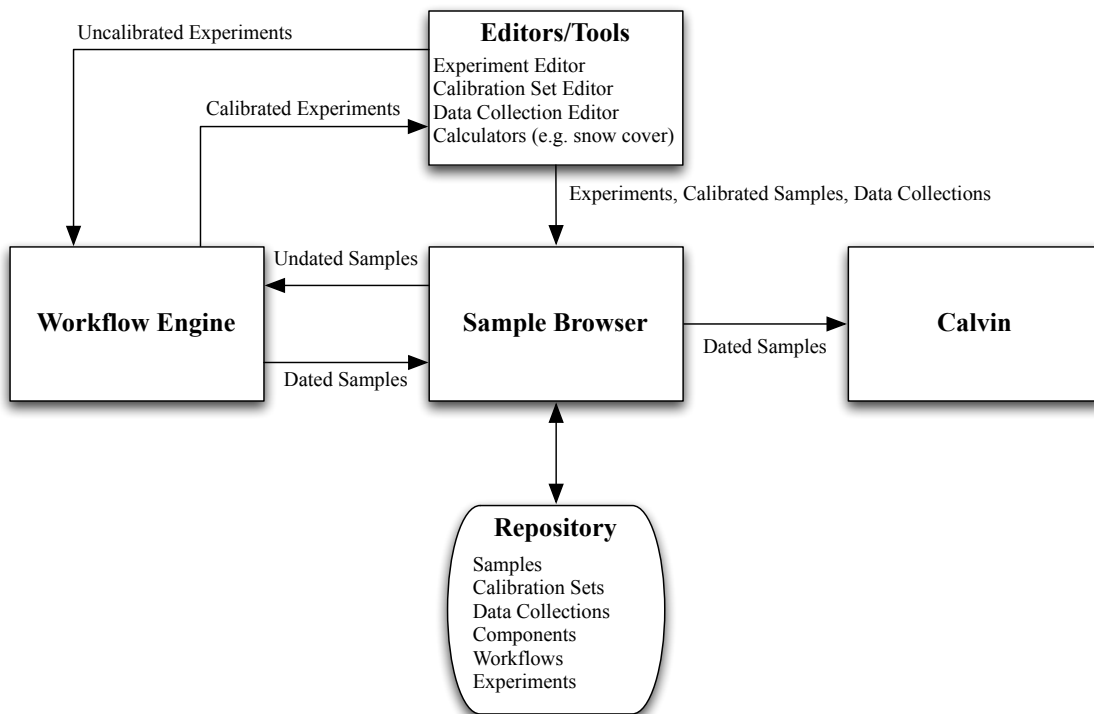 Uncalibrated Experiments
Editors/Tools
Experiment Editor
Calibration Set Editor
Data Collection Editor
Calculators (e.g. snow cover)
Calibrated Experiments
Experiments, Calibrated Samples, Data Collections
Undated Samples
Workflow Engine
Sample Browser
Calvin
Dated Samples
Dated Samples
Repository
Samples
Calibration Sets
Data Collections
Components
Workflows
Experiments